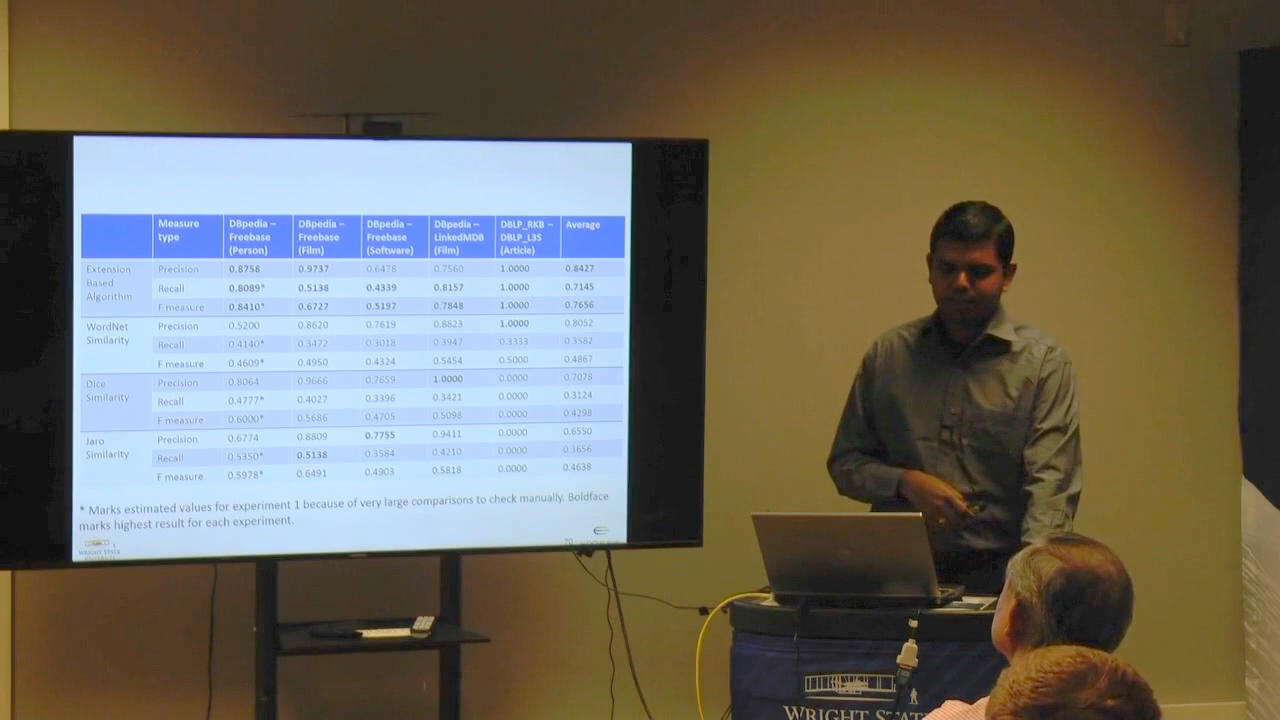 Measure type DBpedia – Freebase (Person) DBpedia – Freebase (Film) DBpedia – Freebase (Software) DBpedia – LinkedMDB (Film) DBLP_RKB – DBLP_L3S (Article) Average
Extension Based Algorithm Precision 0.8758 0.9737 0.6478 0.7560 1.0000 0.8427
Recall 0.8089* 0.5138 0.4339 0.8157 1.0000 0.7145
F measure 0.8410* 0.6727 0.5197 0.7848 1.0000 0.7656
WordNet Similarity Precision 0.5200 0.8620 0.7619 0.8823 1.0000 0.8052
Recall 0.4140* 0.3472 0.3018 0.3947 0.3333 0.3582
F measure 0.4609* 0.4950 0.4324 0.5454 0.5000 0.4867
Dice Similarity Precision 0.8064 0.9666 0.7659 1.0000 0.0000 0.7078
Recall 0.4777* 0.4027 0.3396 0.3421 0.0000 0.3124
F measure 0.6000* 0.5686 0.4705 0.5098 0.0000 0.4298
Jaro Similarity Precision 0.6774 0.8809 0.7755 0.9411 0.0000 0.6550
Recall 0.5350* 0.5138 0.3584 0.4210 0.0000 0.3656
F measure 0.5978* 0.6491 0.4903 0.5818 0.0000 0.4638
* Marks estimated values for experiment 1 because of very large comparisons to check manually. Boldface
marks highest result for each experiment.
WRIGHT STATE
UNIVERSITY
WRIGHT STAT